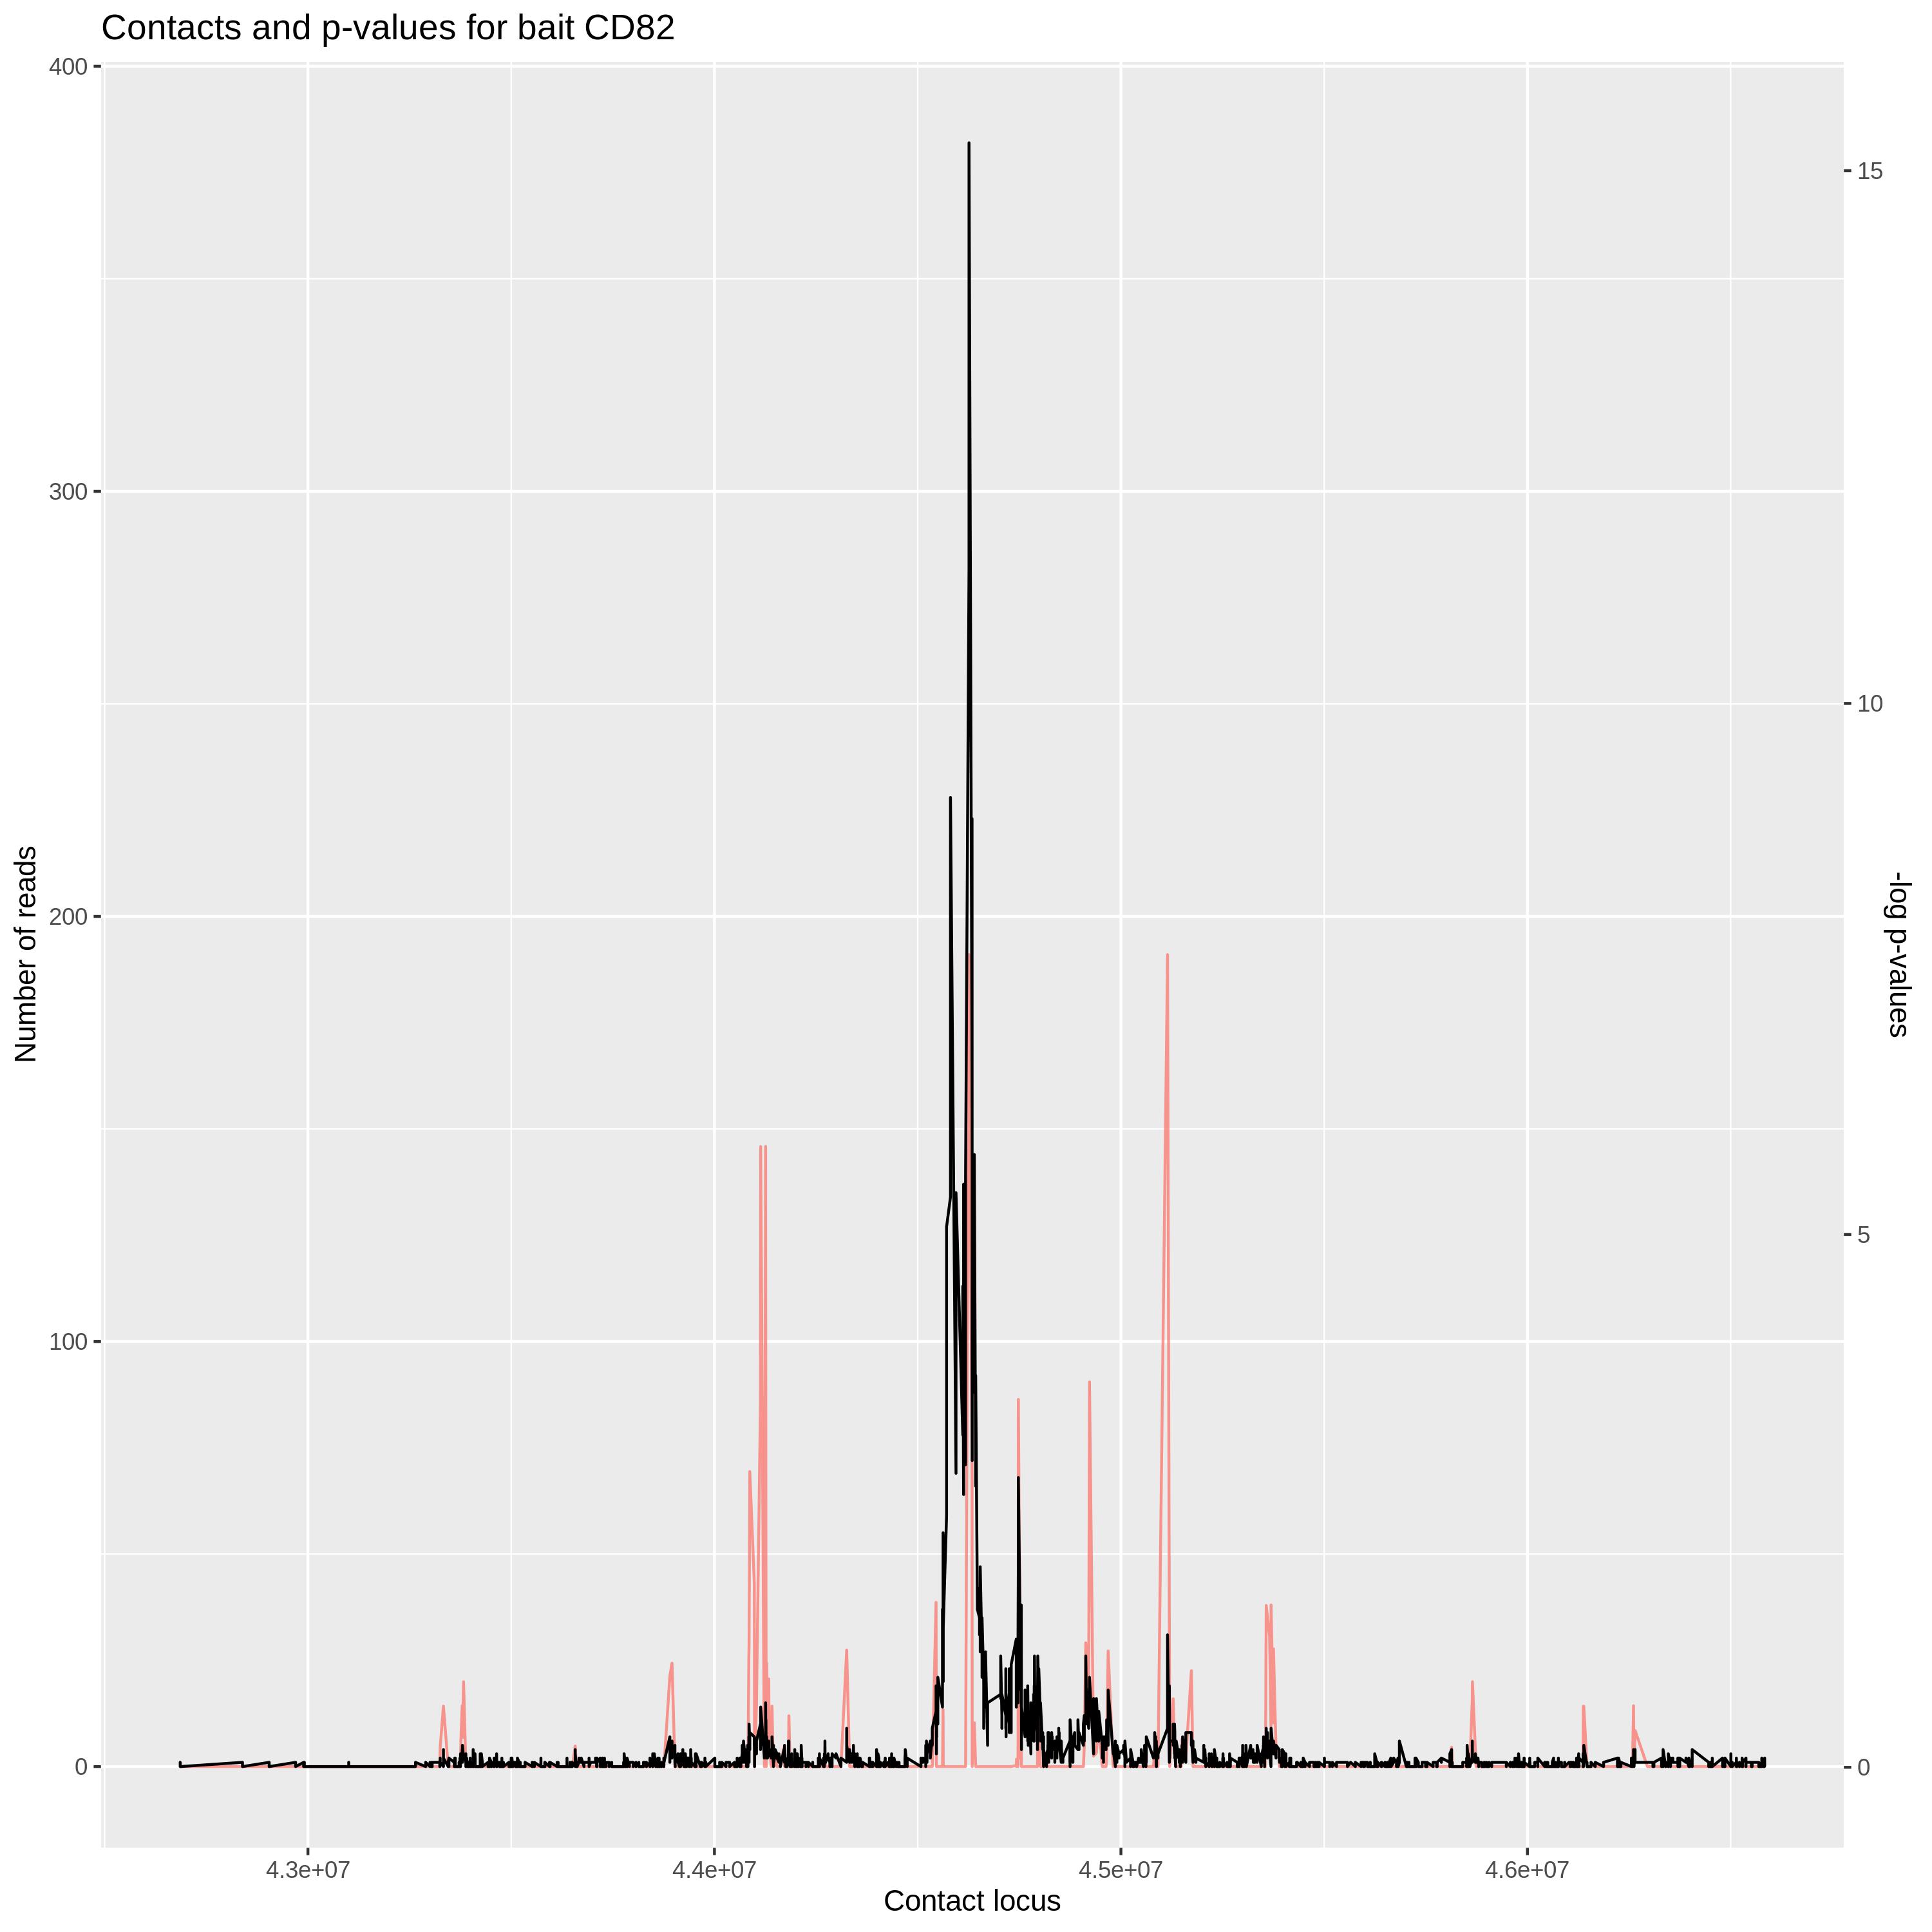 Contacts and p-values for bait CD82
400
300
200
100
0
Number of reads
15
10
5
0
-log p-values
4.3e+07
4.4e+07
4.5e+07
4.6e+07
Contact locus